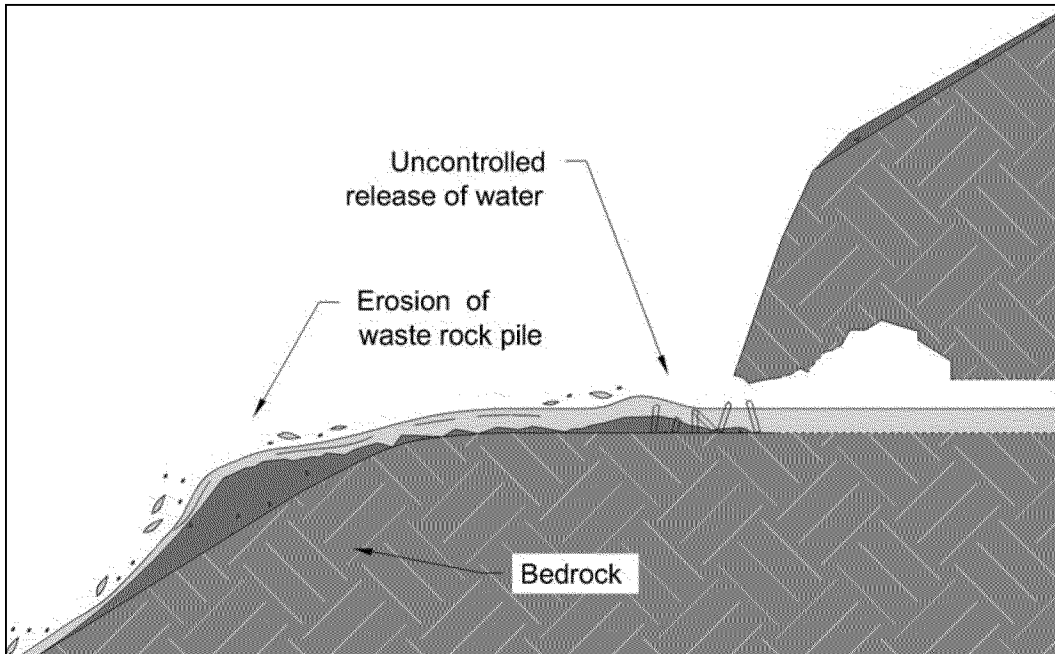 Uncontrolled
release of water
Erosion of
waste rock pile
Bedrock